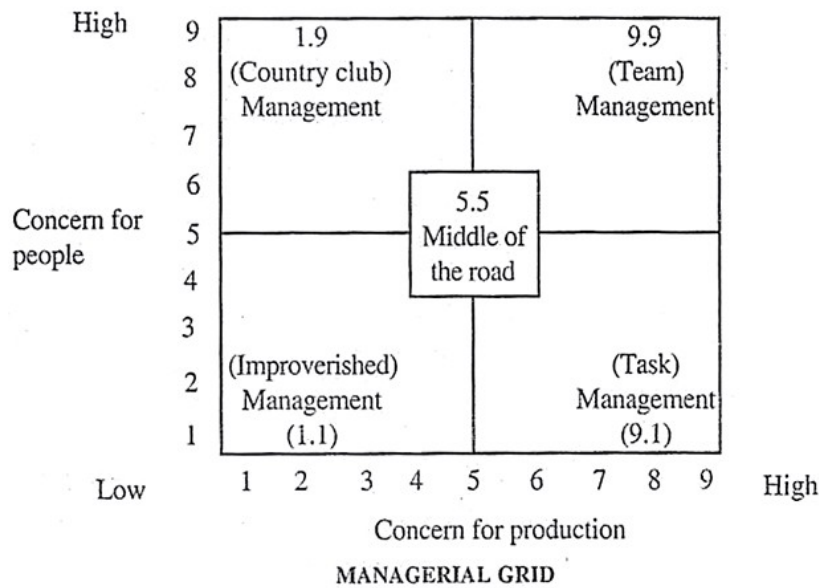 High
9
8
7
6
5
4
3
2
1
Concern for
people
1.9
(Country club)
Management
9.9
(Team)
Management
5.5
Middle of
the road
(Improverished)
Management
(1.1)
(Task)
Management
(9.1)
Low
1 2 3 4 5 6 7 8 9
High
Concern for production
MANAGERIAL GRID